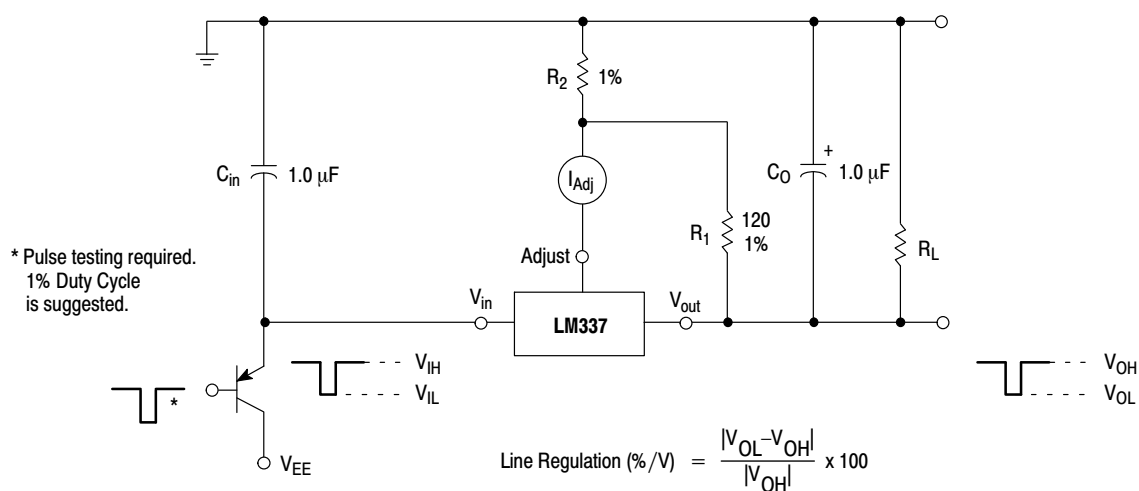 R2 1%
Cin 1.0 μF
IAdj
CO + 1.0 μF
120
R1 1%
RL
* Pulse testing required.
1% Duty Cycle
is suggested.
Adjust
Vin
LM337
Vout
VIH
VIL
*
VEE
VOH
VOL
Line Regulation (%/V) = |VOL–VOH| / |VOH| x 100